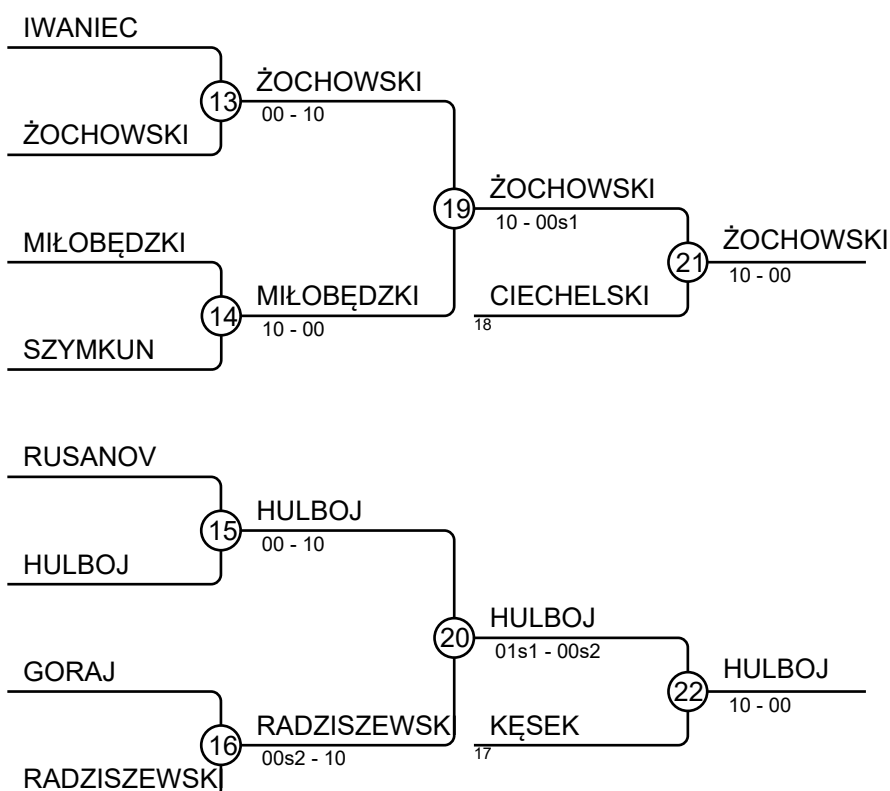 IWANIEC
13
ŻOCHOWSKI
00 - 10
ŻOCHOWSKI
19
ŻOCHOWSKI
10 - 00s1
MIŁOBĘDZKI
14
MIŁOBĘDZKI
10 - 00
SZYMKUN
CIECHELSKI
18
21
ŻOCHOWSKI
10 - 00
RUSANOV
15
HULBOJ
00 - 10
HULBOJ
20
HULBOJ
01s1 - 00s2
GORAJ
16
RADZISZEWSKI
00s2 - 10
RADZISZEWSKI
KĘSEK
17
22
HULBOJ
10 - 00